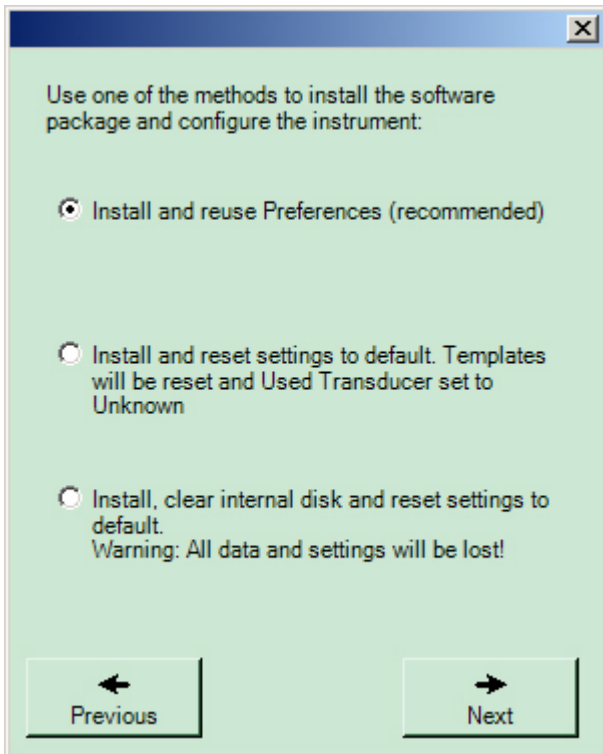 Use one of the methods to install the software
package and configure the instrument:
Install and reuse Preferences (recommended)
Install and reset settings to default. Templates
will be reset and Used Transducer set to
Unknown
Install, clear internal disk and reset settings to
default.
Warning: All data and settings will be lost!
Previous
Next